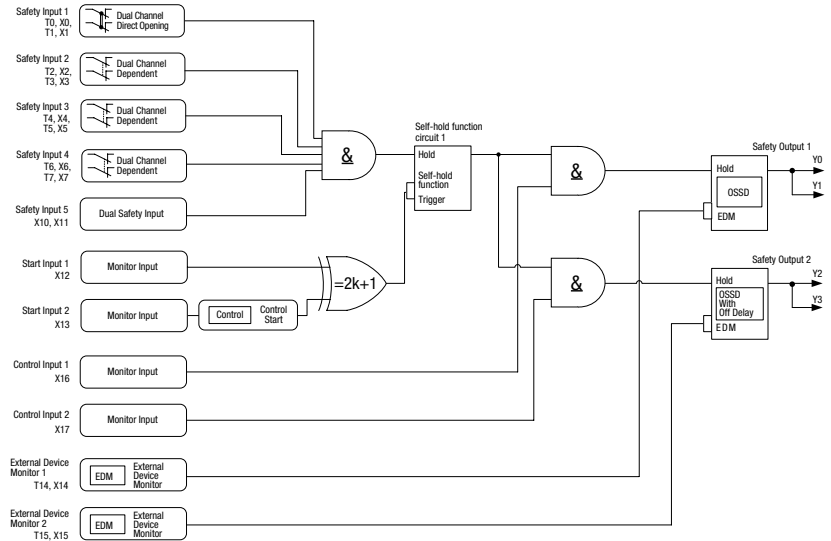 Safety Input 1
T0, X0,
T1, X1
Dual Channel
Direct Opening
Safety Input 2
T2, X2,
T3, X3
Dual Channel
Dependent
Safety Input 3
T4, X4,
T5, X5
Dual Channel
Dependent
Safety Input 4
T6, X6,
T7, X7
Dual Channel
Dependent
Safety Input 5
X10, X11
Dual Safety Input
Start Input 1
X12
Monitor Input
Start Input 2
X13
Monitor Input
Control
Control
Start
Control Input 1
X16
Monitor Input
Control Input 2
X17
Monitor Input
External Device
Monitor 1
T14, X14
EDM
External
Device
Monitor
External Device
Monitor 2
T15, X15
EDM
External
Device
Monitor
&
=2k+1
Self-hold function
circuit 1
Hold
Self-hold
function
Trigger
&
&
Safety Output 1
Hold
OSSD
EDM
Y0
Y1
Safety Output 2
Hold
OSSD
With
Off Delay
EDM
Y2
Y3